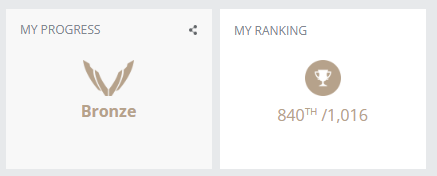 MY PROGRESS
Bronze
MY RANKING
840TH /1,016